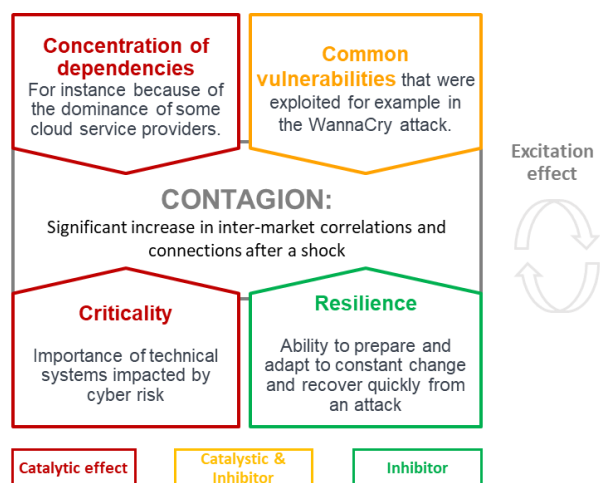 Concentration of
dependencies
For instance because of
the dominance of some
cloud service providers.
Common
vulnerabilities that were
exploited for example in
the WannaCry attack.
Excitation
effect
CONTAGION:
Significant increase in inter-market correlations and
connections after a shock
Criticality
Importance of technical
systems impacted by
cyber risk
Resilience
Ability to prepare and
adapt to constant change
and recover quickly from
an attack
Catalytic effect
Catalystic &
Inhibitor
Inhibitor